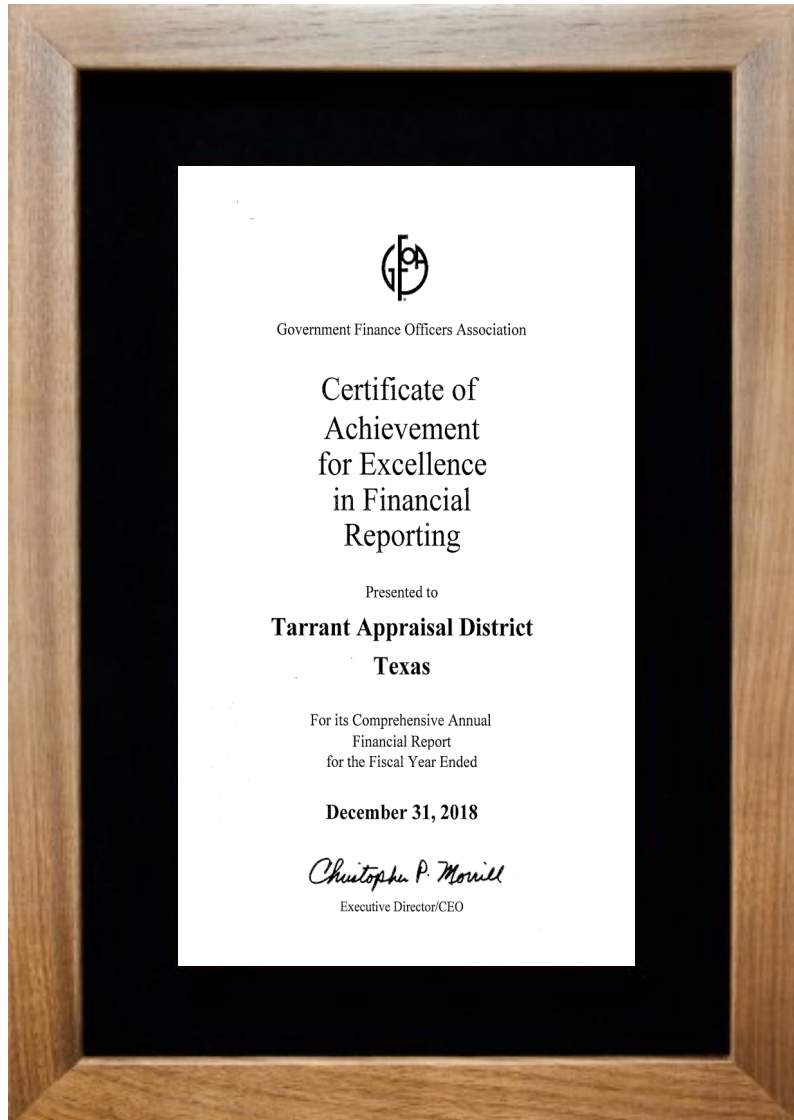 GFOA
Government Finance Officers Association
Certificate of
Achievement
for Excellence
in Financial
Reporting
Presented to
Tarrant Appraisal District
Texas
For its Comprehensive Annual
Financial Report
for the Fiscal Year Ended
December 31, 2018
Christopher P. Morrill
Executive Director/CEO